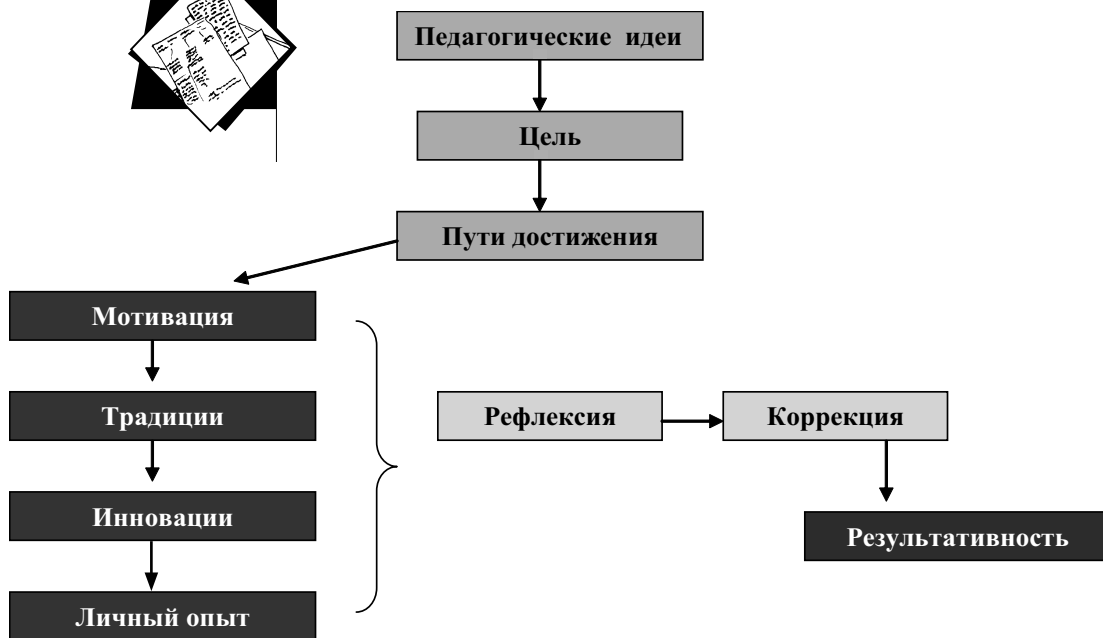 Педагогические идеи
Цель
Пути достижения
Мотивация
Традиции
Инновации
Личный опыт
Рефлексия
Коррекция
Результативность